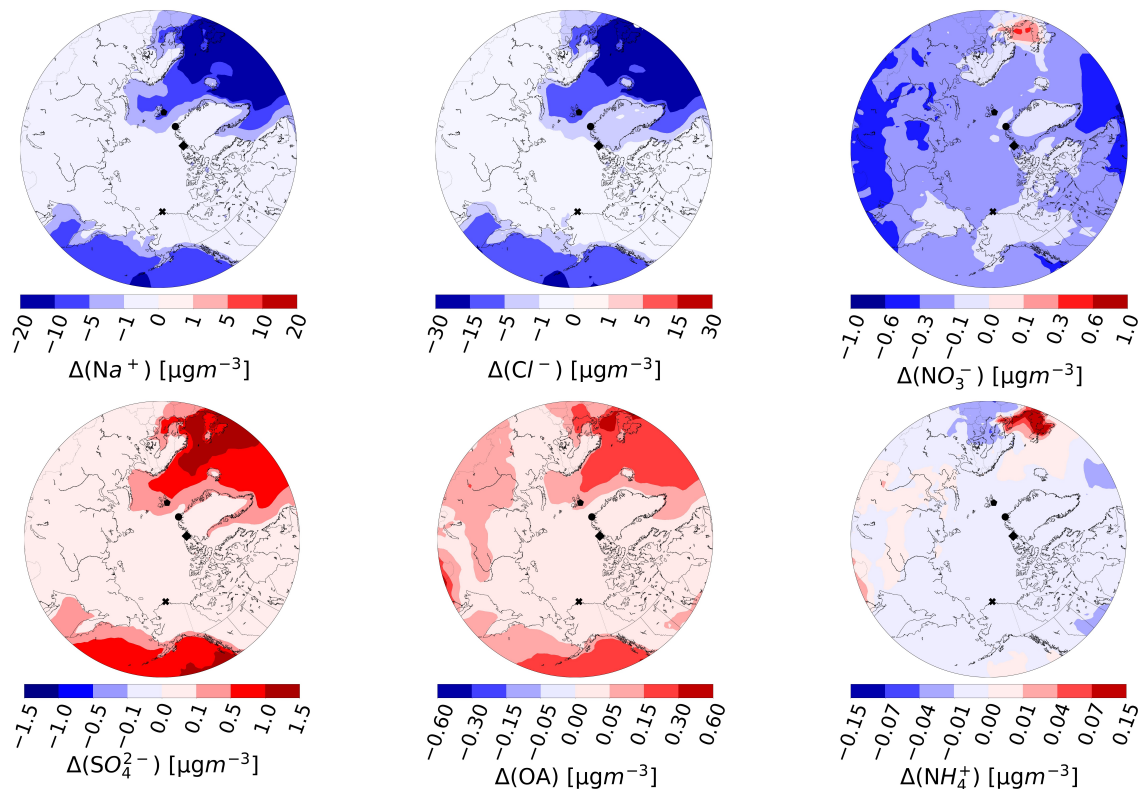 −20 −10 −5 −1 0 1 5 10 20
Δ(Na⁺) [μgm⁻³]
−30 −15 −5 −1 0 1 5 15 30
Δ(Cl⁻) [μgm⁻³]
−1.0 −0.6 −0.3 −0.1 0.0 0.1 0.3 0.6 1.0
Δ(NO₃⁻) [μgm⁻³]
−1.5 −1.0 −0.5 −0.1 0.0 0.1 0.5 1.0 1.5
Δ(SO₄²⁻) [μgm⁻³]
−0.60 −0.30 −0.15 −0.05 0.00 0.05 0.15 0.30 0.60
Δ(OA) [μgm⁻³]
−0.15 −0.07 −0.04 −0.01 0.00 0.01 0.04 0.07 0.15
Δ(NH₄⁺) [μgm⁻³]